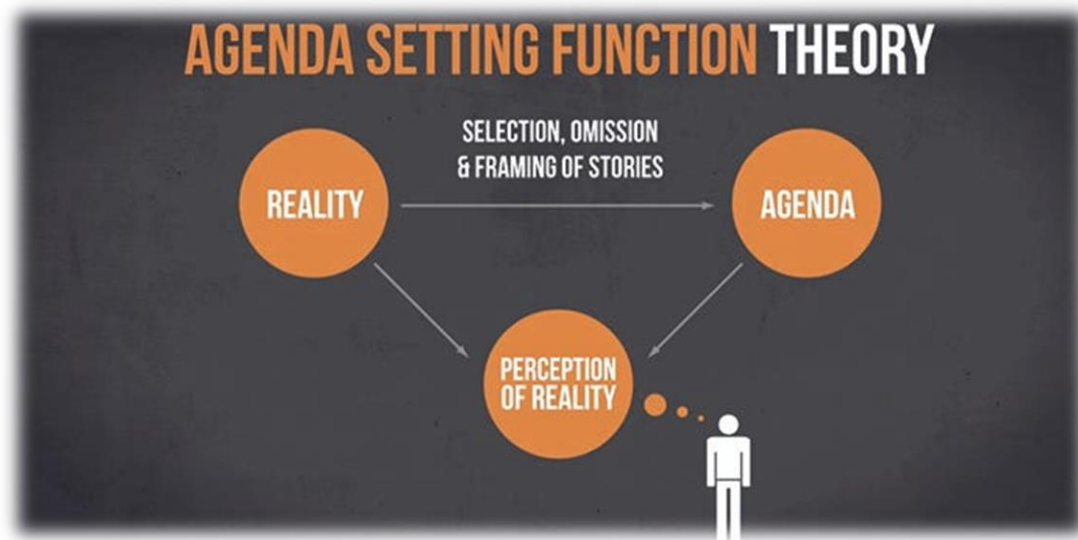 AGENDA SETTING FUNCTION THEORY
SELECTION, OMISSION
& FRAMING OF STORIES
REALITY
AGENDA
PERCEPTION
OF REALITY